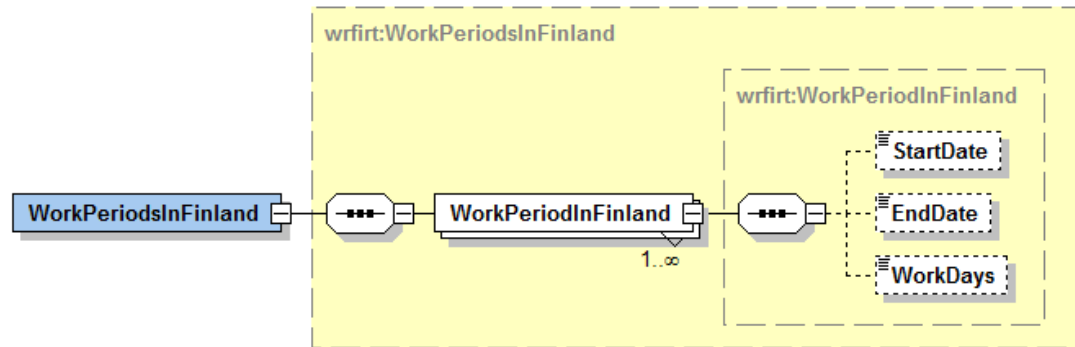 wrfirt:WorkPeriodsInFinland
wrfirt:WorkPeriodInFinland
StartDate
WorkPeriodsInFinland
WorkPeriodInFinland
EndDate
1..∞
WorkDays